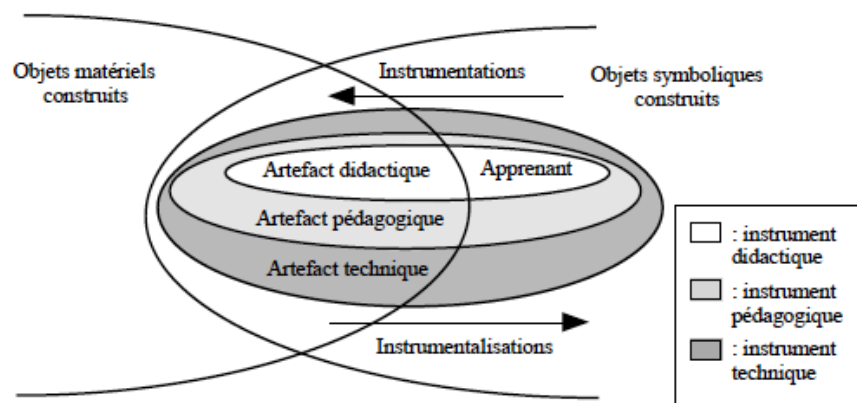 Objets matériels
construits
Instrumentations
Objets symboliques
construits
Artefact didactique
Apprenant
Artefact pédagogique
Artefact technique
Instrumentalisations
: instrument
didactique
: instrument
pédagogique
: instrument
technique